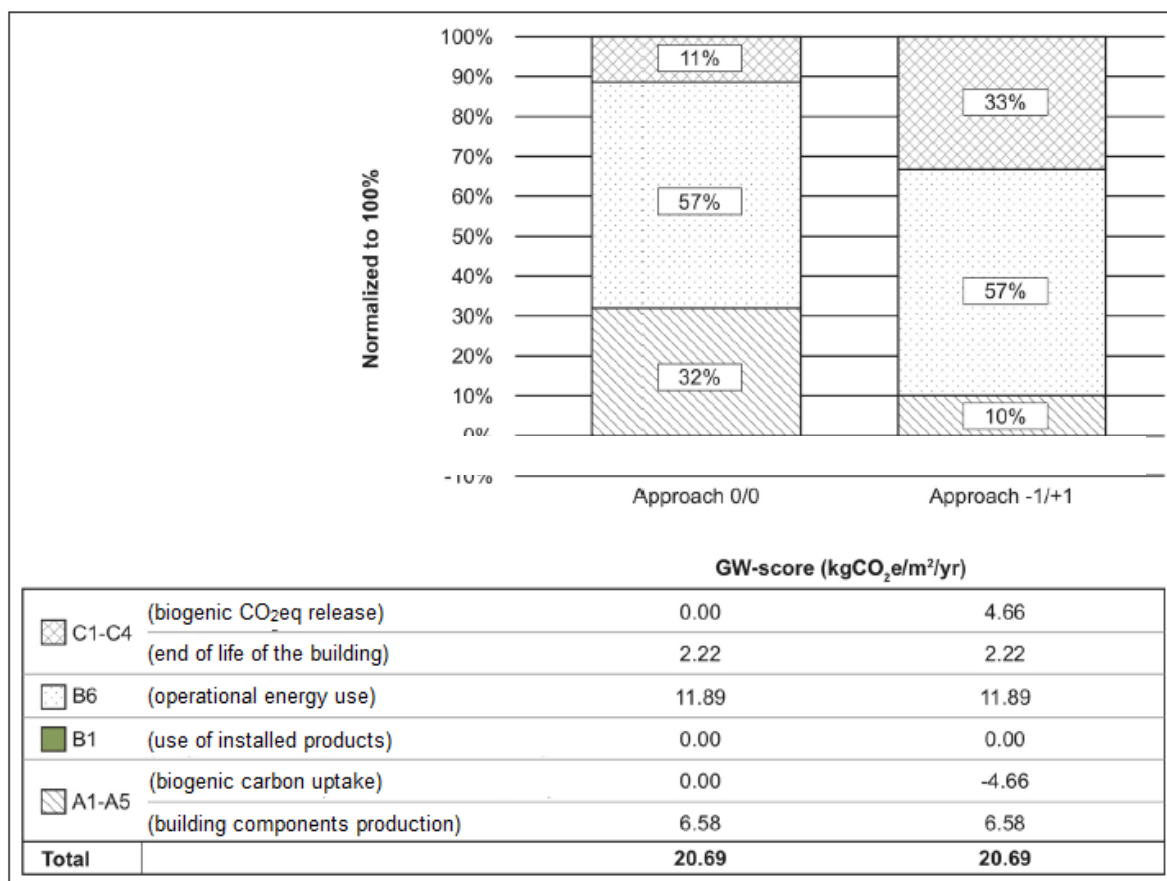 Normalized to 100%
100%
90%
80%
70%
60%
50%
40%
30%
20%
10%
0%
-10%
11%
57%
32%
33%
57%
10%
Approach 0/0 Approach -1/+1
GW-score (kgCO₂e/m²/yr)
C1-C4 (biogenic CO₂eq release) 0.00 4.66
(end of life of the building) 2.22 2.22
B6 (operational energy use) 11.89 11.89
B1 (use of installed products) 0.00 0.00
A1-A5 (biogenic carbon uptake) 0.00 -4.66
(building components production) 6.58 6.58
Total 20.69 20.69